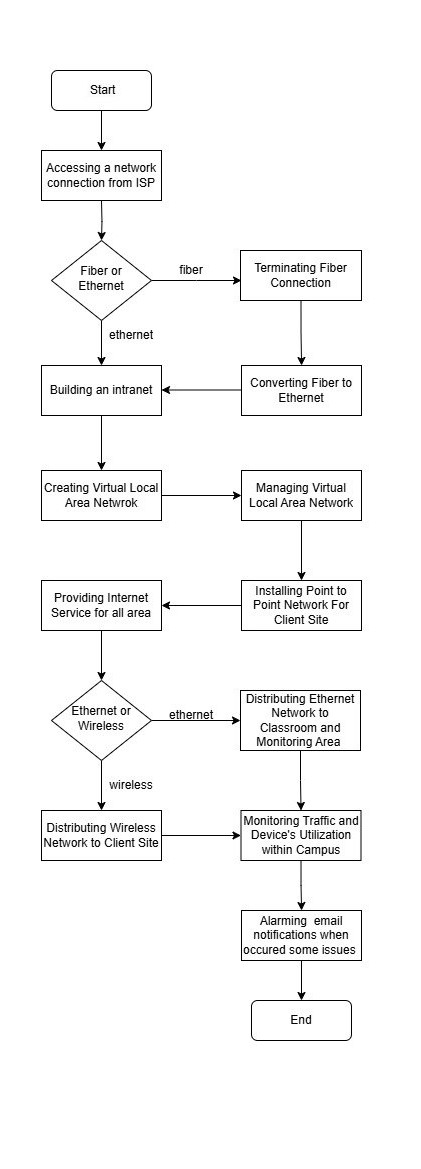 Start
Accessing a network
connection from ISP
Fiber or
Ethernet
fiber
Terminating Fiber
Connection
ethernet
Building an intranet
Converting Fiber to
Ethernet
Creating Virtual Local
Area Netwrok
Managing Virtual
Local Area Network
Providing Internet
Service for all area
Installing Point to
Point Network For
Client Site
Ethernet or
Wireless
ethernet
Distributing Ethernet
Network to
Classroom and
Monitoring Area
wireless
Distributing Wireless
Network to Client Site
Monitoring Traffic and
Device's Utilization
within Campus
Alarming email
notifications when
occured some issues
End